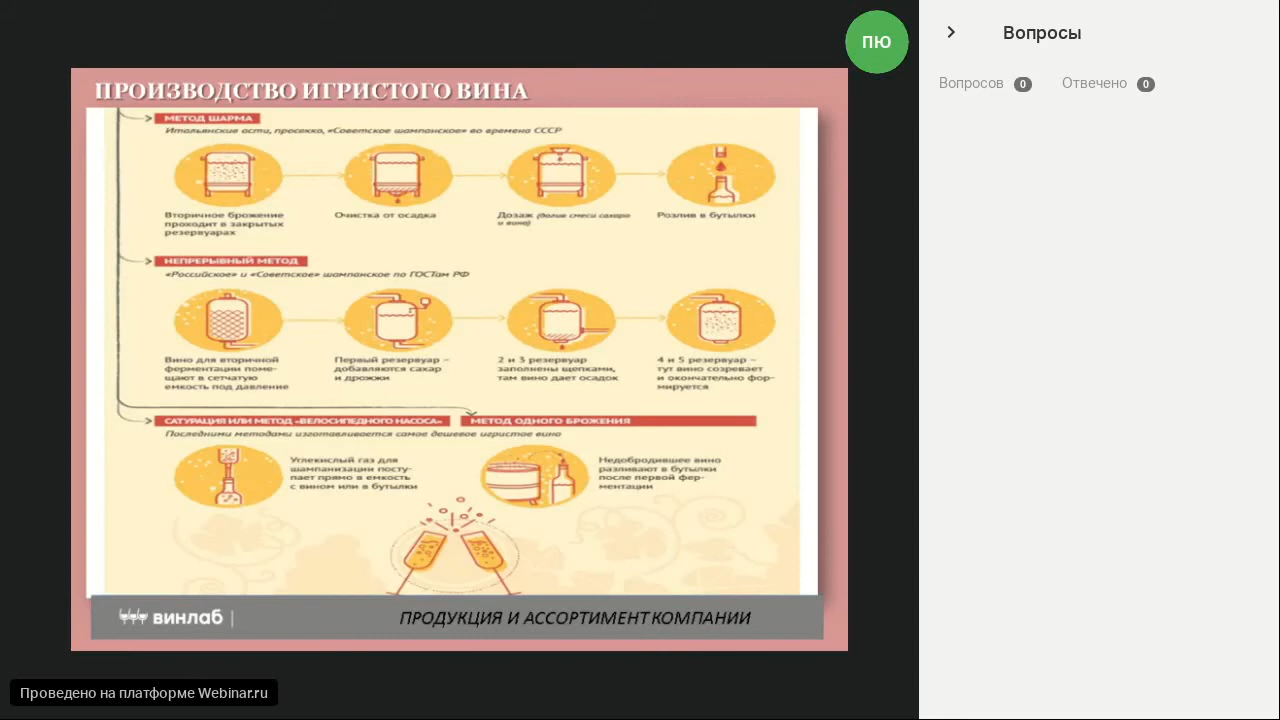 ПЮ
Вопросы
Вопросов 0 Отвечено 0
ПРОИЗВОДСТВО ИГРИСТОГО ВИНА
МЕТОД ШАРМА
Итальянские асти, просекко, «Советское шампанское» во времена СССР
Вторичное брожение
проходит в закрытых
резервуарах
Очистка от осадка
Дозаж (долив смеси сахара
и вина)
Розлив в бутылки
НЕПРЕРЫВНЫЙ МЕТОД
«Российское» и «Советское» шампанское по ГОСТам РФ
Вино для вторичной
ферментации поме-
щают в сетчатую
емкость под давление
Первый резервуар –
добавляются сахар
и дрожжи
2 и 3 резервуар
заполнены щепками,
там вино дает осадок
4 и 5 резервуар –
тут вино созревает
и окончательно фор-
мируется
САТУРАЦИЯ ИЛИ МЕТОД «ВЕЛОСИПЕДНОГО НАСОСА»
МЕТОД ОДНОГО БРОЖЕНИЯ
Последними методами изготавливается самое дешевое игристое вино
Углекислый газ для
шампанизации посту-
пает прямо в емкость
с вином или в бутылки
Недобродившее вино
разливают в бутылки
после первой фер-
ментации
винлаб |
ПРОДУКЦИЯ И АССОРТИМЕНТ КОМПАНИИ
Проведено на платформе Webinar.ru